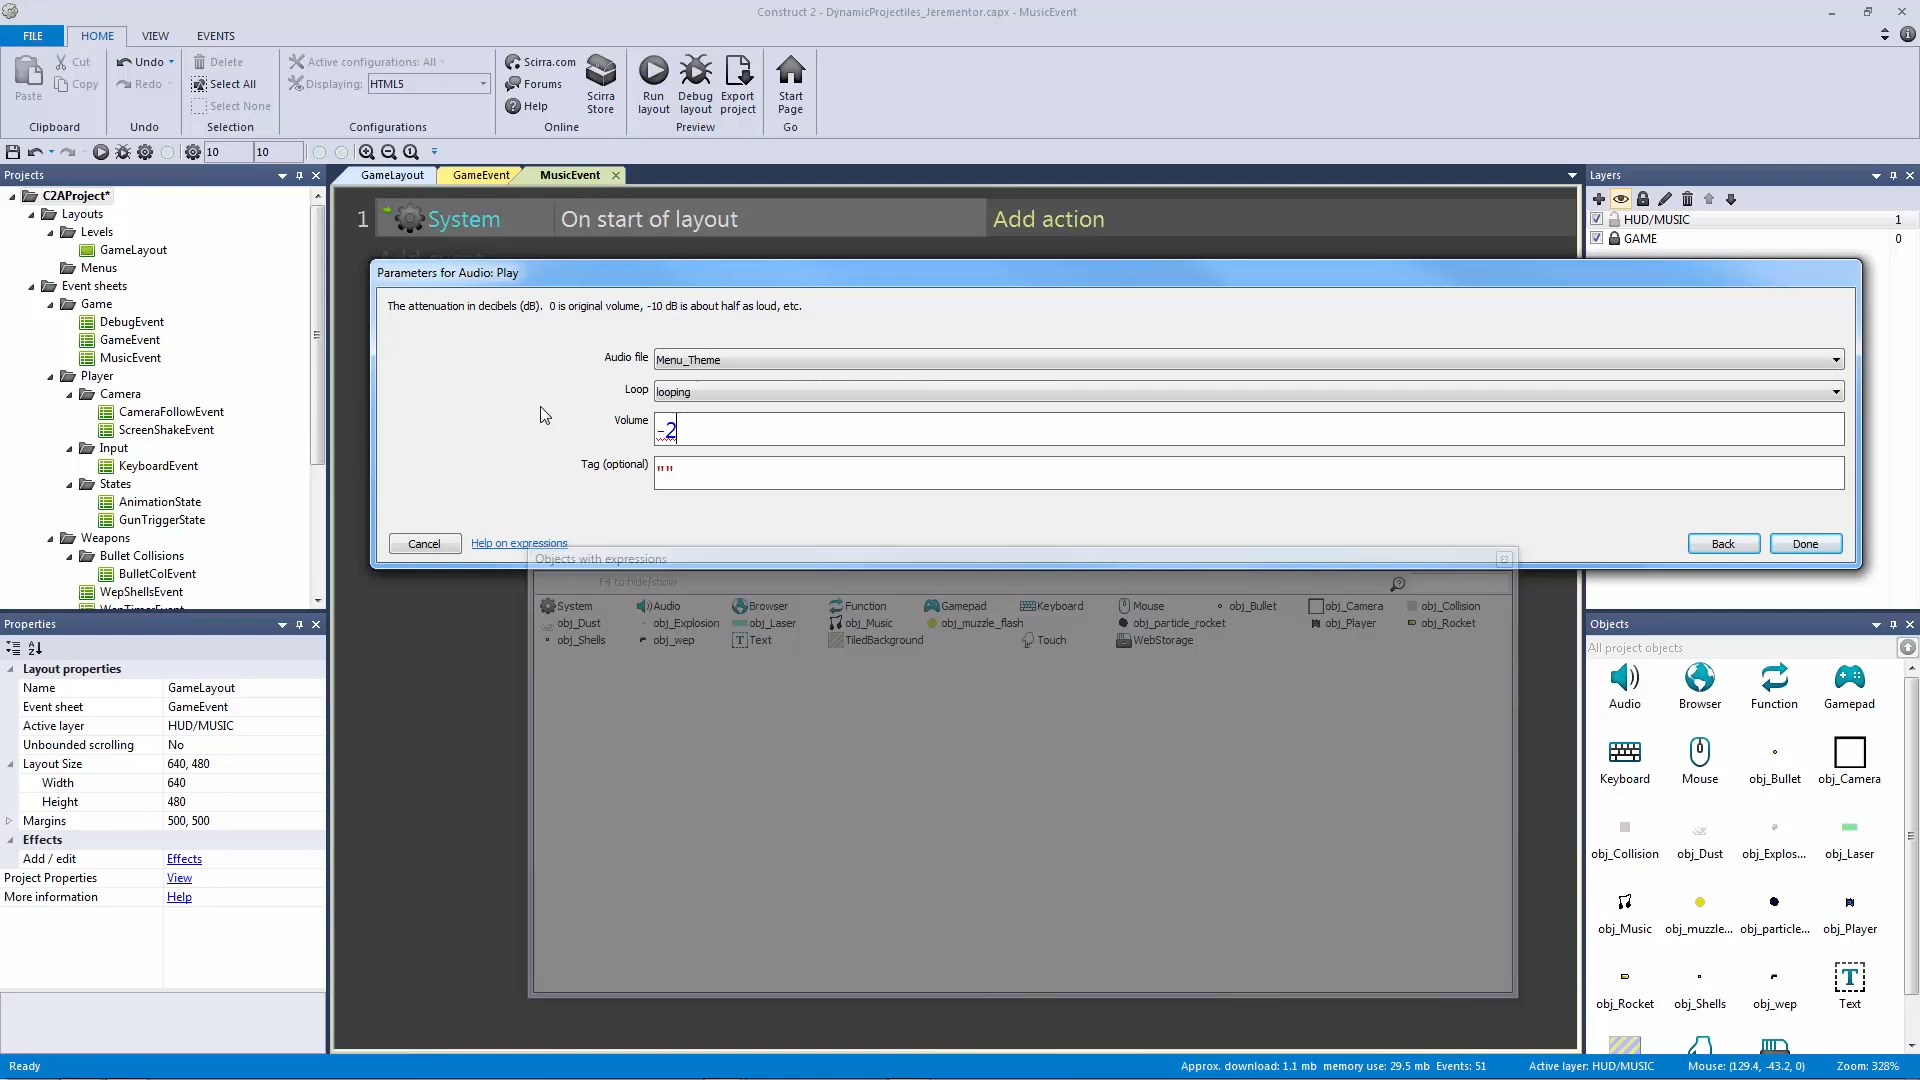 Construct 2 - DynamicProjectiles_Jerementor.capx - MusicEvent
FILE HOME VIEW EVENTS
Paste Cut Copy Undo Redo Delete Select All Select None
Active configurations: All
Displaying: HTML5
Scirra.com Forums Help Scirra Store
Run layout Debug layout Export project Start Page
Clipboard Undo Selection Configurations Online Preview Go
10 10
Projects
C2AProject*
Layouts
Levels
GameLayout
Menus
Event sheets
Game
DebugEvent
GameEvent
MusicEvent
Player
Camera
CameraFollowEvent
ScreenShakeEvent
Input
KeyboardEvent
States
AnimationState
GunTriggerState
Weapons
Bullet Collisions
BulletColEvent
WepShellsEvent
WepTimerEvent
Properties
Layout properties
Name GameLayout
Event sheet GameEvent
Active layer HUD/MUSIC
Unbounded scrolling No
Layout Size 640, 480
Width 640
Height 480
Margins 500, 500
Effects
Add / edit Effects
Project Properties View
More information Help
GameLayout GameEvent MusicEvent
1 System On start of layout Add action
Parameters for Audio: Play
The attenuation in decibels (dB). 0 is original volume, -10 dB is about half as loud, etc.
Audio file Menu_Theme
Loop looping
Volume -2
Tag (optional) ""
Cancel Help on expressions Back Done
Objects with expressions
F4 to hide/show
System Audio Browser Function Gamepad Keyboard Mouse obj_Bullet obj_Camera obj_Collision
obj_Dust obj_Explosion obj_Laser obj_Music obj_muzzle_flash obj_particle_rocket obj_Player obj_Rocket
obj_Shells obj_wep Text TiledBackground Touch WebStorage
Layers
HUD/MUSIC 1
GAME 0
Objects
All project objects
Audio Browser Function Gamepad
Keyboard Mouse obj_Bullet obj_Camera
obj_Collision obj_Dust obj_Explos... obj_Laser
obj_Music obj_muzzle... obj_particle... obj_Player
obj_Rocket obj_Shells obj_wep Text
Ready Approx. download: 1.1 mb memory use: 29.5 mb Events: 51 Active layer: HUD/MUSIC Mouse: (129.4, -43.2, 0) Zoom: 328%